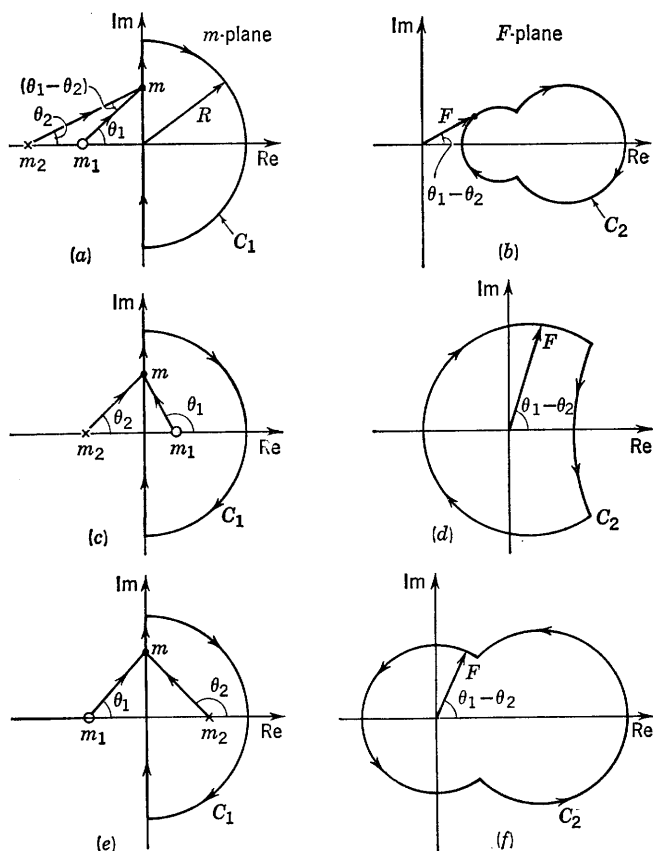 Im
m-plane
(θ₁−θ₂)
θ₂
θ₁
m
R
Re
m₂
m₁
C₁
(a)
Im
F-plane
F
θ₁−θ₂
Re
C₂
(b)
Im
m
θ₂
θ₁
m₂
m₁
Re
C₁
(c)
Im
F
θ₁−θ₂
Re
C₂
(d)
Im
m
θ₁
θ₂
m₁
m₂
Re
C₁
(e)
Im
F
θ₁−θ₂
Re
C₂
(f)